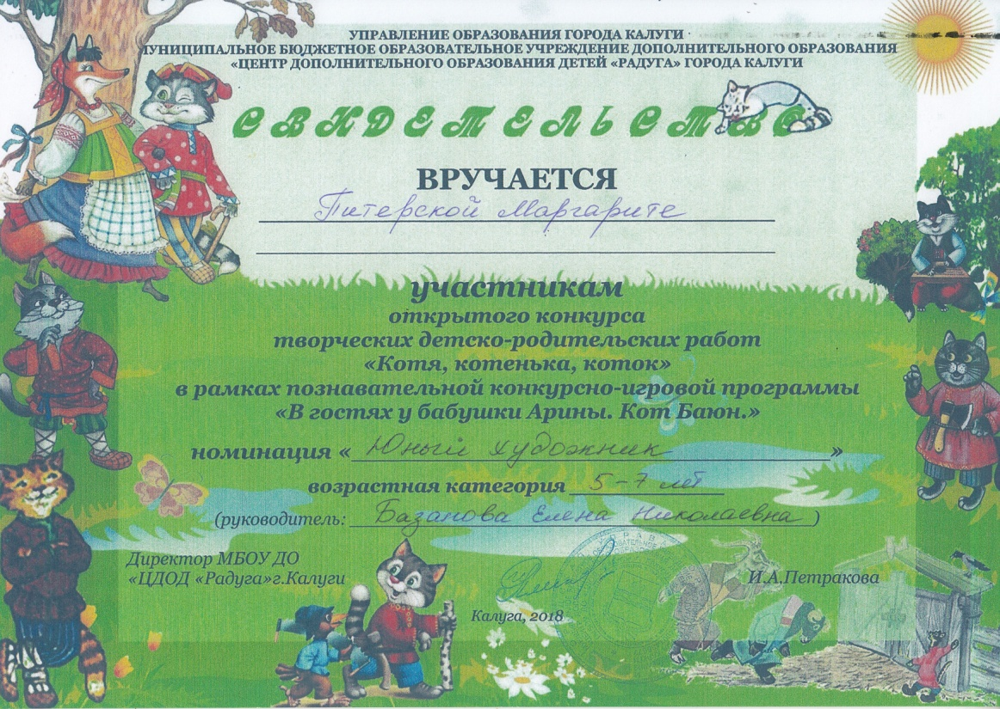 УПРАВЛЕНИЕ ОБРАЗОВАНИЯ ГОРОДА КАЛУГИ
МУНИЦИПАЛЬНОЕ БЮДЖЕТНОЕ ОБРАЗОВАТЕЛЬНОЕ УЧРЕЖДЕНИЕ ДОПОЛНИТЕЛЬНОГО ОБРАЗОВАНИЯ
«ЦЕНТР ДОПОЛНИТЕЛЬНОГО ОБРАЗОВАНИЯ ДЕТЕЙ «РАДУГА» ГОРОДА КАЛУГИ
СВИДЕТЕЛЬСТВО
ВРУЧАЕТСЯ
Питерской Маргарите
участникам
открытого конкурса
творческих детско-родительских работ
«Котя, котенька, коток»
в рамках познавательной конкурсно-игровой программы
«В гостях у бабушки Арины. Кот Баюн.»
номинация «Юный художник»
возрастная категория 5-7 лет
(руководитель: Базанова Елена Николаевна)
Директор МБОУ ДО
«ЦДОД «Радуга»г.Калуги И.А.Петракова
Калуга, 2018